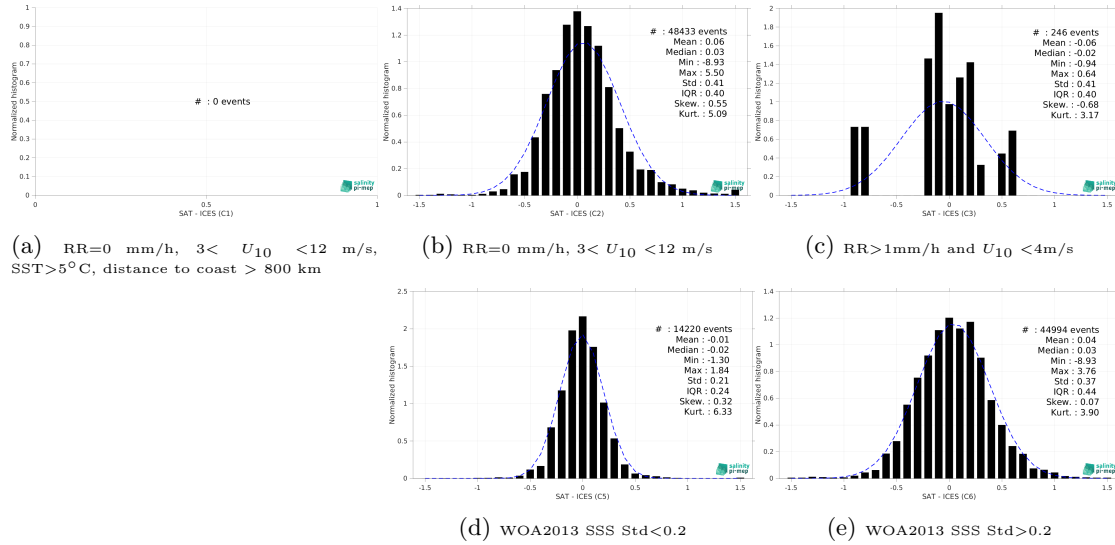 1
0.9
0.8
0.7
0.6
0.5
0.4
0.3
0.2
0.1
0
Normalized histogram
# : 0 events
0 0.5 1
SAT - ICES (C1)
salinity
pi-mep
(a) RR=0 mm/h, 3< U10 <12 m/s,
SST>5°C, distance to coast > 800 km
1.4
1.2
1
0.8
0.6
0.4
0.2
0
Normalized histogram
# : 48433 events
Mean : 0.06
Median : 0.03
Min : -8.93
Max : 5.50
Std : 0.41
IQR : 0.40
Skew. : 0.55
Kurt. : 5.09
-1.5 -1 -0.5 0 0.5 1 1.5
SAT - ICES (C2)
salinity
pi-mep
(b) RR=0 mm/h, 3< U10 <12 m/s
2
1.8
1.6
1.4
1.2
1
0.8
0.6
0.4
0.2
0
Normalized histogram
# : 246 events
Mean : -0.06
Median : -0.02
Min : -0.94
Max : 0.64
Std : 0.41
IQR : 0.40
Skew. : -0.68
Kurt. : 3.17
-1.5 -1 -0.5 0 0.5 1 1.5
SAT - ICES (C3)
salinity
pi-mep
(c) RR>1mm/h and U10 <4m/s
2.5
2
1.5
1
0.5
0
Normalized histogram
# : 14220 events
Mean : -0.01
Median : -0.02
Min : -1.30
Max : 1.84
Std : 0.21
IQR : 0.24
Skew. : 0.32
Kurt. : 6.33
-1.5 -1 -0.5 0 0.5 1 1.5
SAT - ICES (C5)
salinity
pi-mep
(d) WOA2013 SSS Std<0.2
1.4
1.2
1
0.8
0.6
0.4
0.2
0
Normalized histogram
# : 44994 events
Mean : 0.04
Median : 0.03
Min : -8.93
Max : 3.76
Std : 0.37
IQR : 0.44
Skew. : 0.07
Kurt. : 3.90
-1.5 -1 -0.5 0 0.5 1 1.5
SAT - ICES (C6)
salinity
pi-mep
(e) WOA2013 SSS Std>0.2